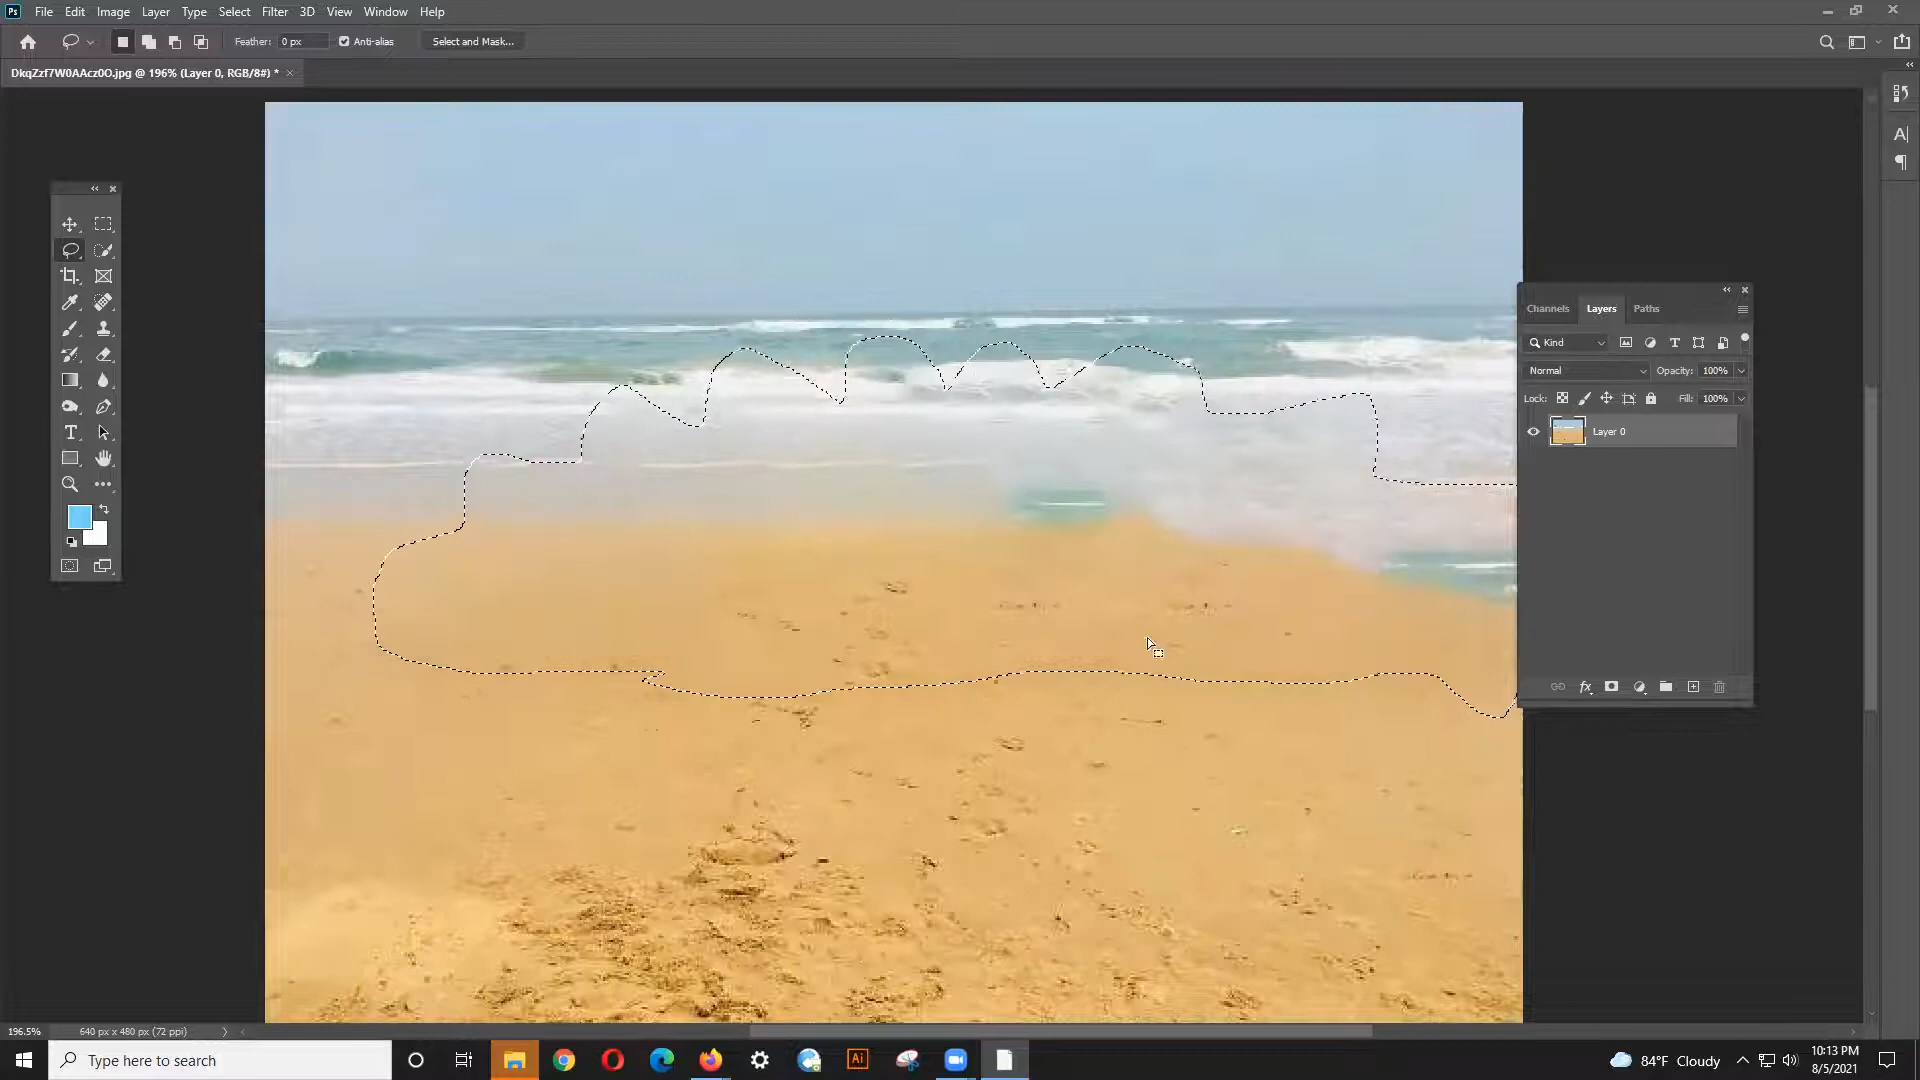 Ps File Edit Image Layer Type Select Filter 3D View Window Help
Feather: 0 px Anti-alias Select and Mask...
DkqZzf7W0AAcz0O.jpg @ 196% (Layer 0, RGB/8#) *
Channels Layers Paths
Kind
Normal Opacity: 100%
Lock: Fill: 100%
Layer 0
196.5% 640 px x 480 px (72 ppi)
Type here to search
Ai
84°F Cloudy
10:13 PM
8/5/2021